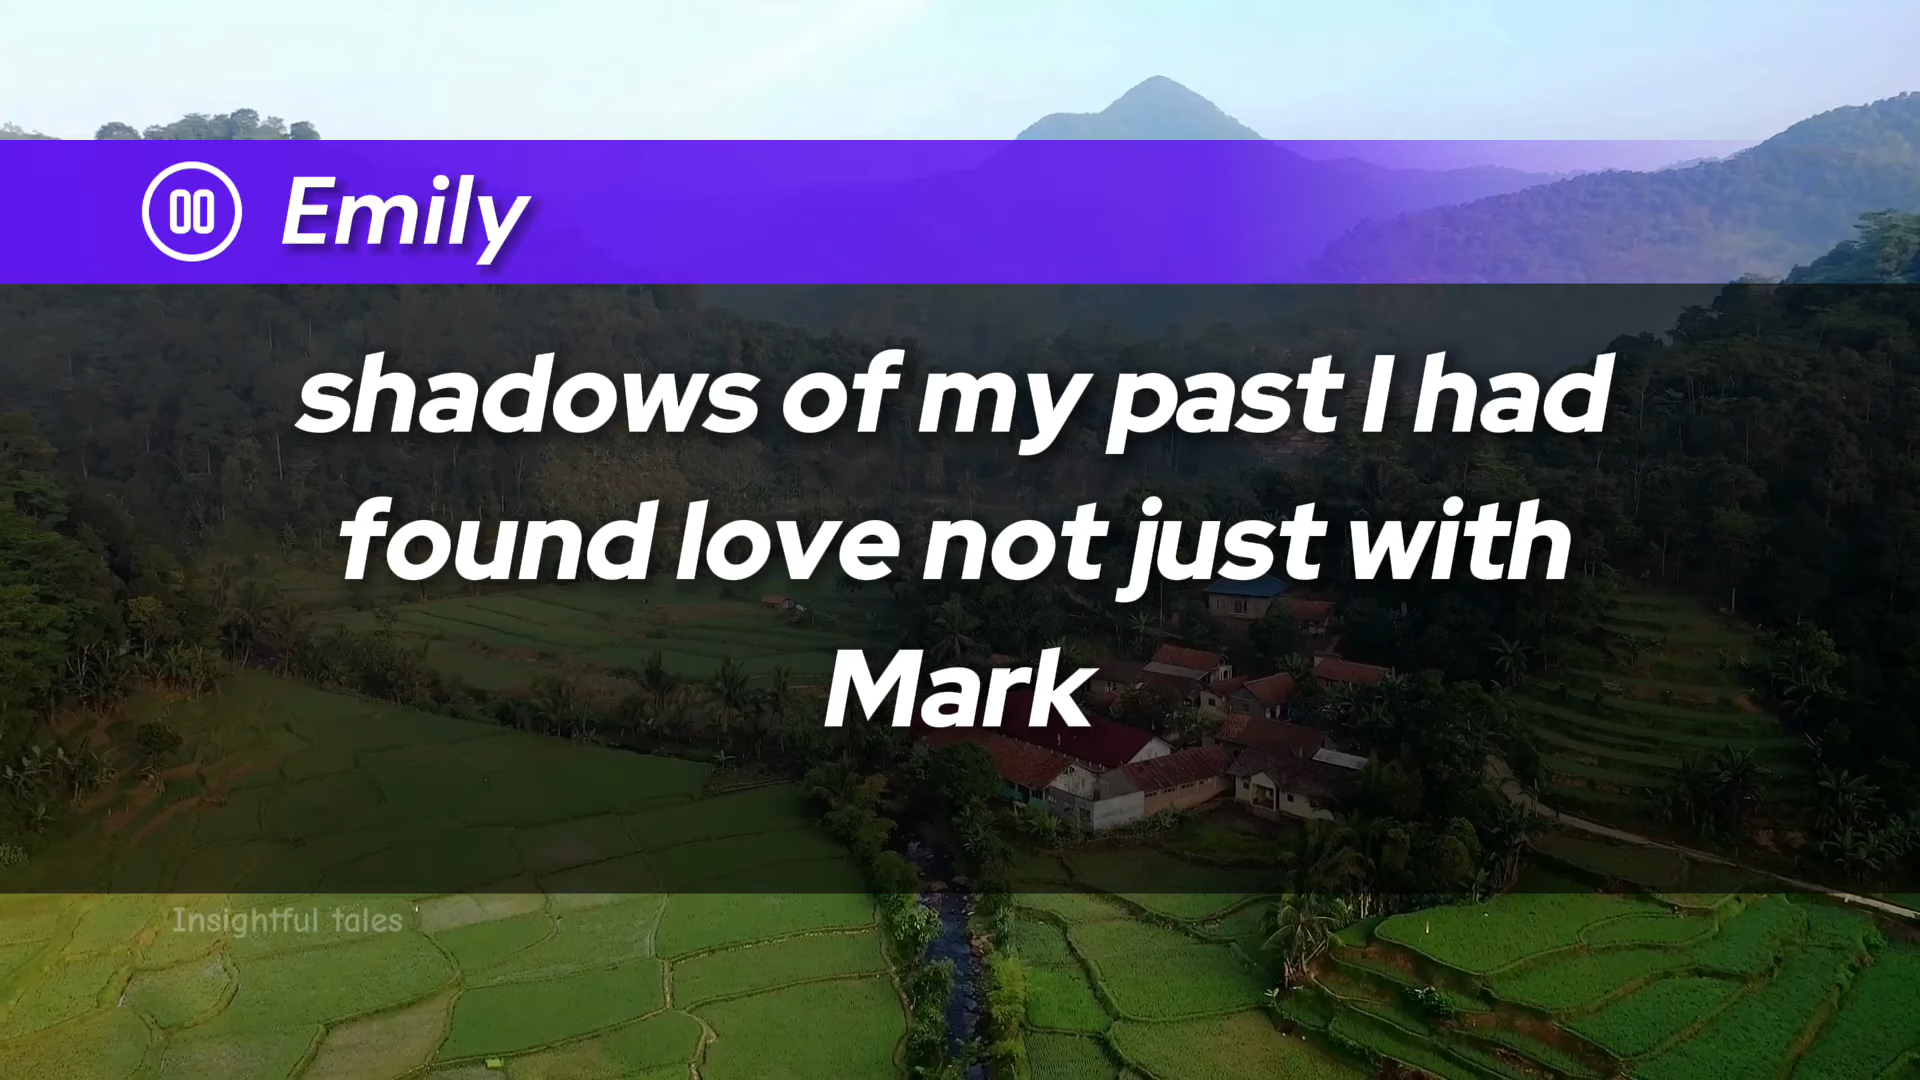 Emily
shadows of my past I had
found love not just with
Mark
Insightful tales